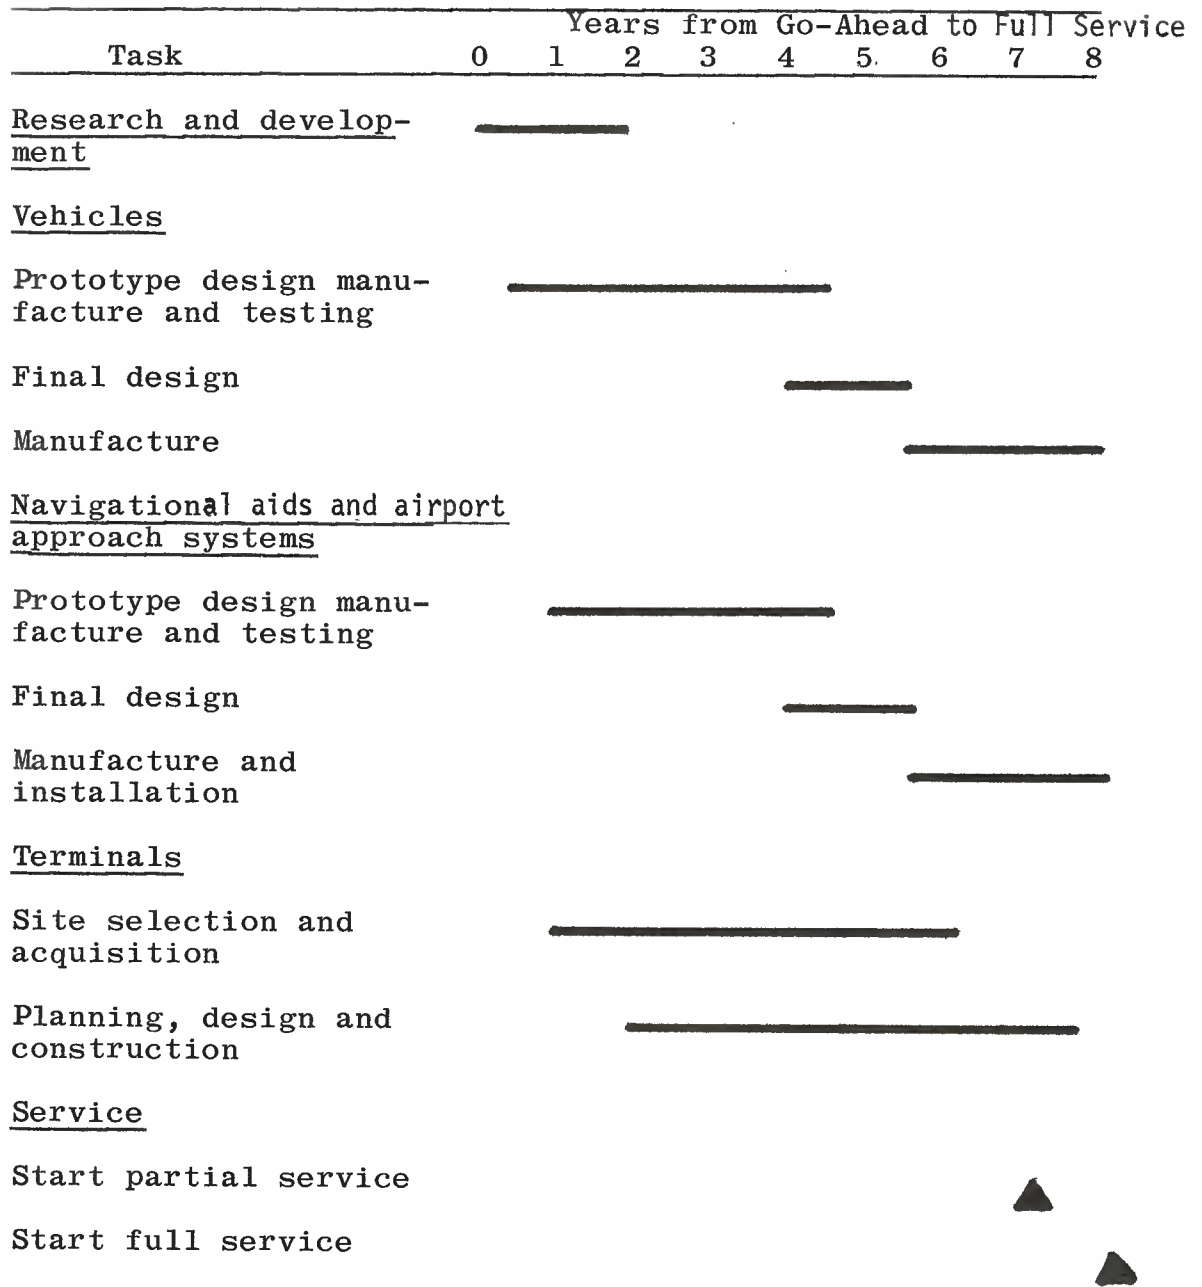 Years from Go-Ahead to Full Service
Task 0 1 2 3 4 5 6 7 8
Research and develop-
ment
Vehicles
Prototype design manu-
facture and testing
Final design
Manufacture
Navigational aids and airport
approach systems
Prototype design manu-
facture and testing
Final design
Manufacture and
installation
Terminals
Site selection and
acquisition
Planning, design and
construction
Service
Start partial service
Start full service